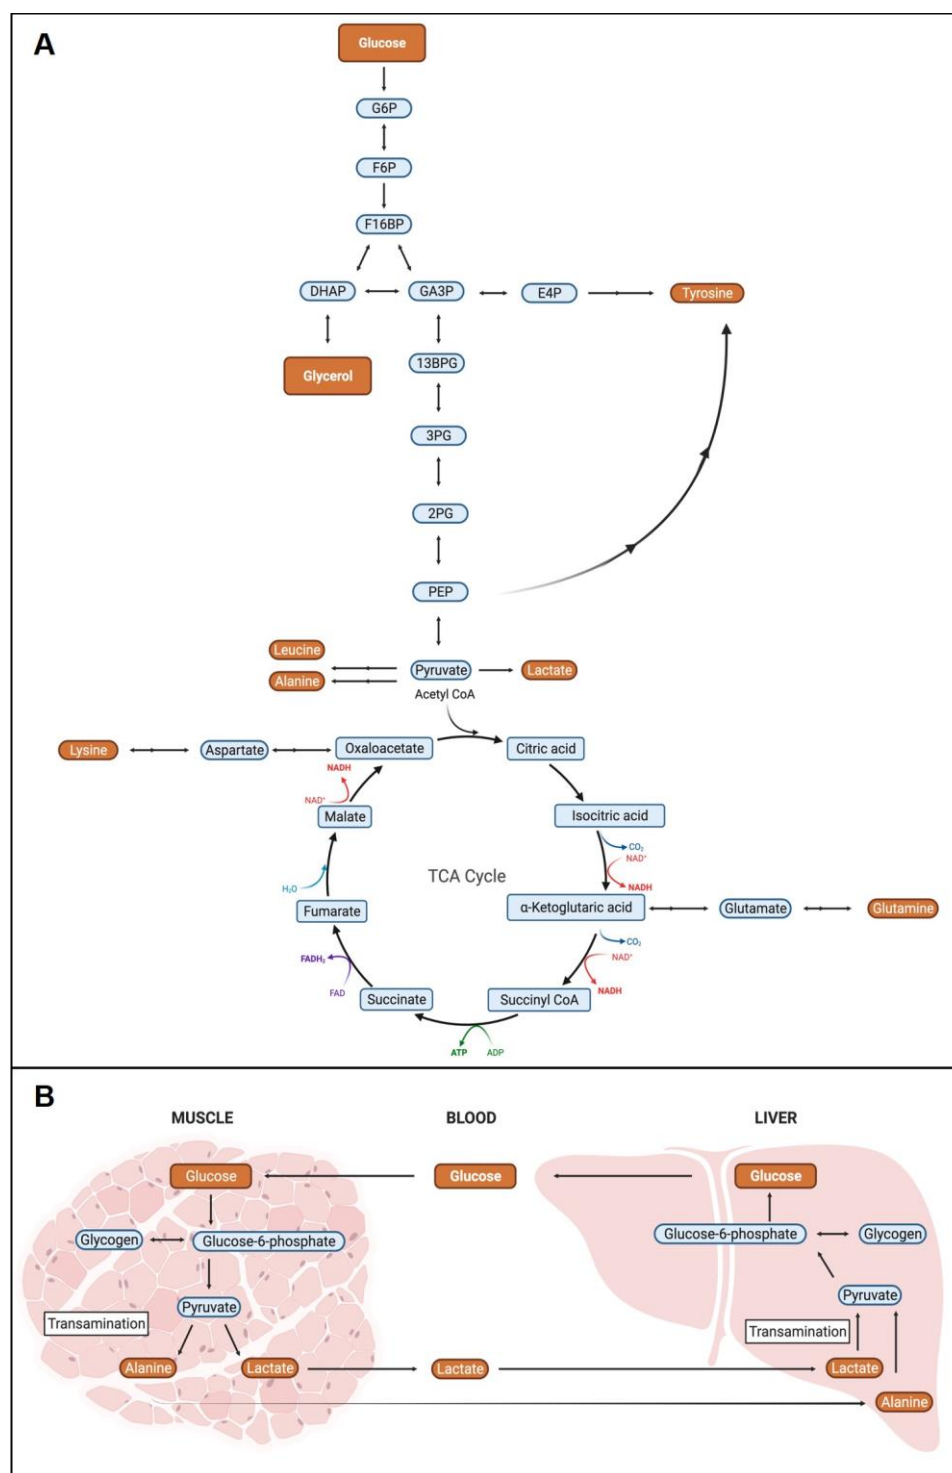 A
Glucose
G6P
F6P
F16BP
DHAP
GA3P
E4P
Tyrosine
Glycerol
13BPG
3PG
2PG
PEP
Leucine
Alanine
Pyruvate
Lactate
Acetyl CoA
Lysine
Aspartate
Oxaloacetate
Citric acid
NADH
NAD⁺
Malate
Isocitric acid
CO₂
NAD⁺
NADH
TCA Cycle
H₂O
Fumarate
α-Ketoglutaric acid
Glutamate
Glutamine
CO₂
NAD⁺
NADH
FADH₂
FAD
Succinate
Succinyl CoA
ATP
ADP
B
MUSCLE
BLOOD
LIVER
Glucose
Glucose
Glucose
Glycogen
Glucose-6-phosphate
Glucose-6-phosphate
Glycogen
Pyruvate
Pyruvate
Transamination
Transamination
Alanine
Lactate
Lactate
Lactate
Alanine